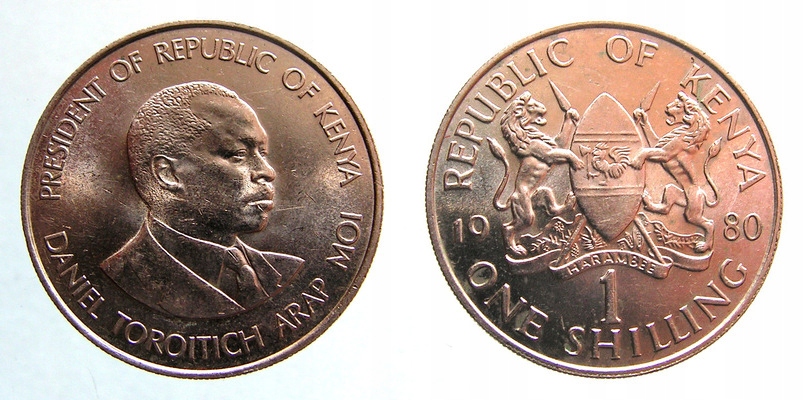 PRESIDENT OF REPUBLIC OF KENYA
DANIEL TOROITICH ARAP MOI
REPUBLIC OF KENYA
19 80
HARAMBEE
1
ONE SHILLING